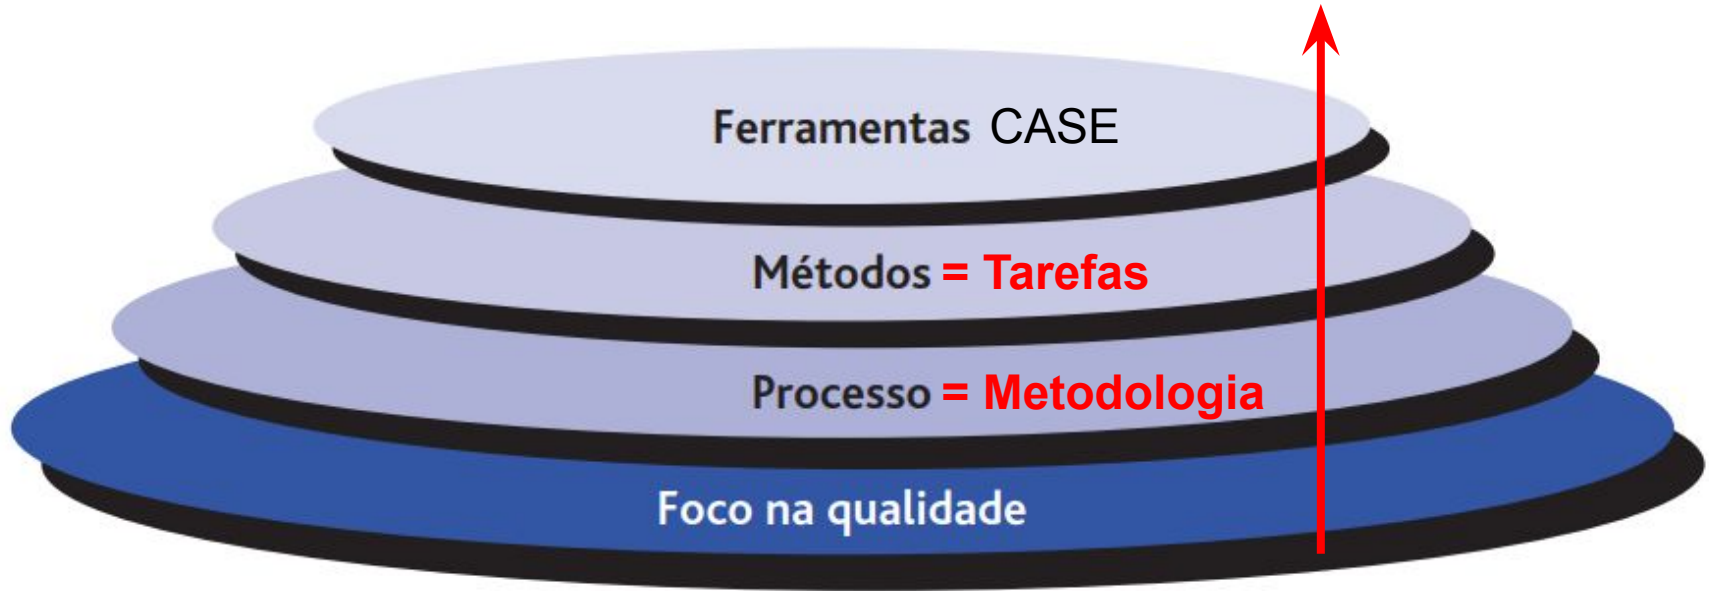 Ferramentas CASE
Métodos = Tarefas
Processo = Metodologia
Foco na qualidade